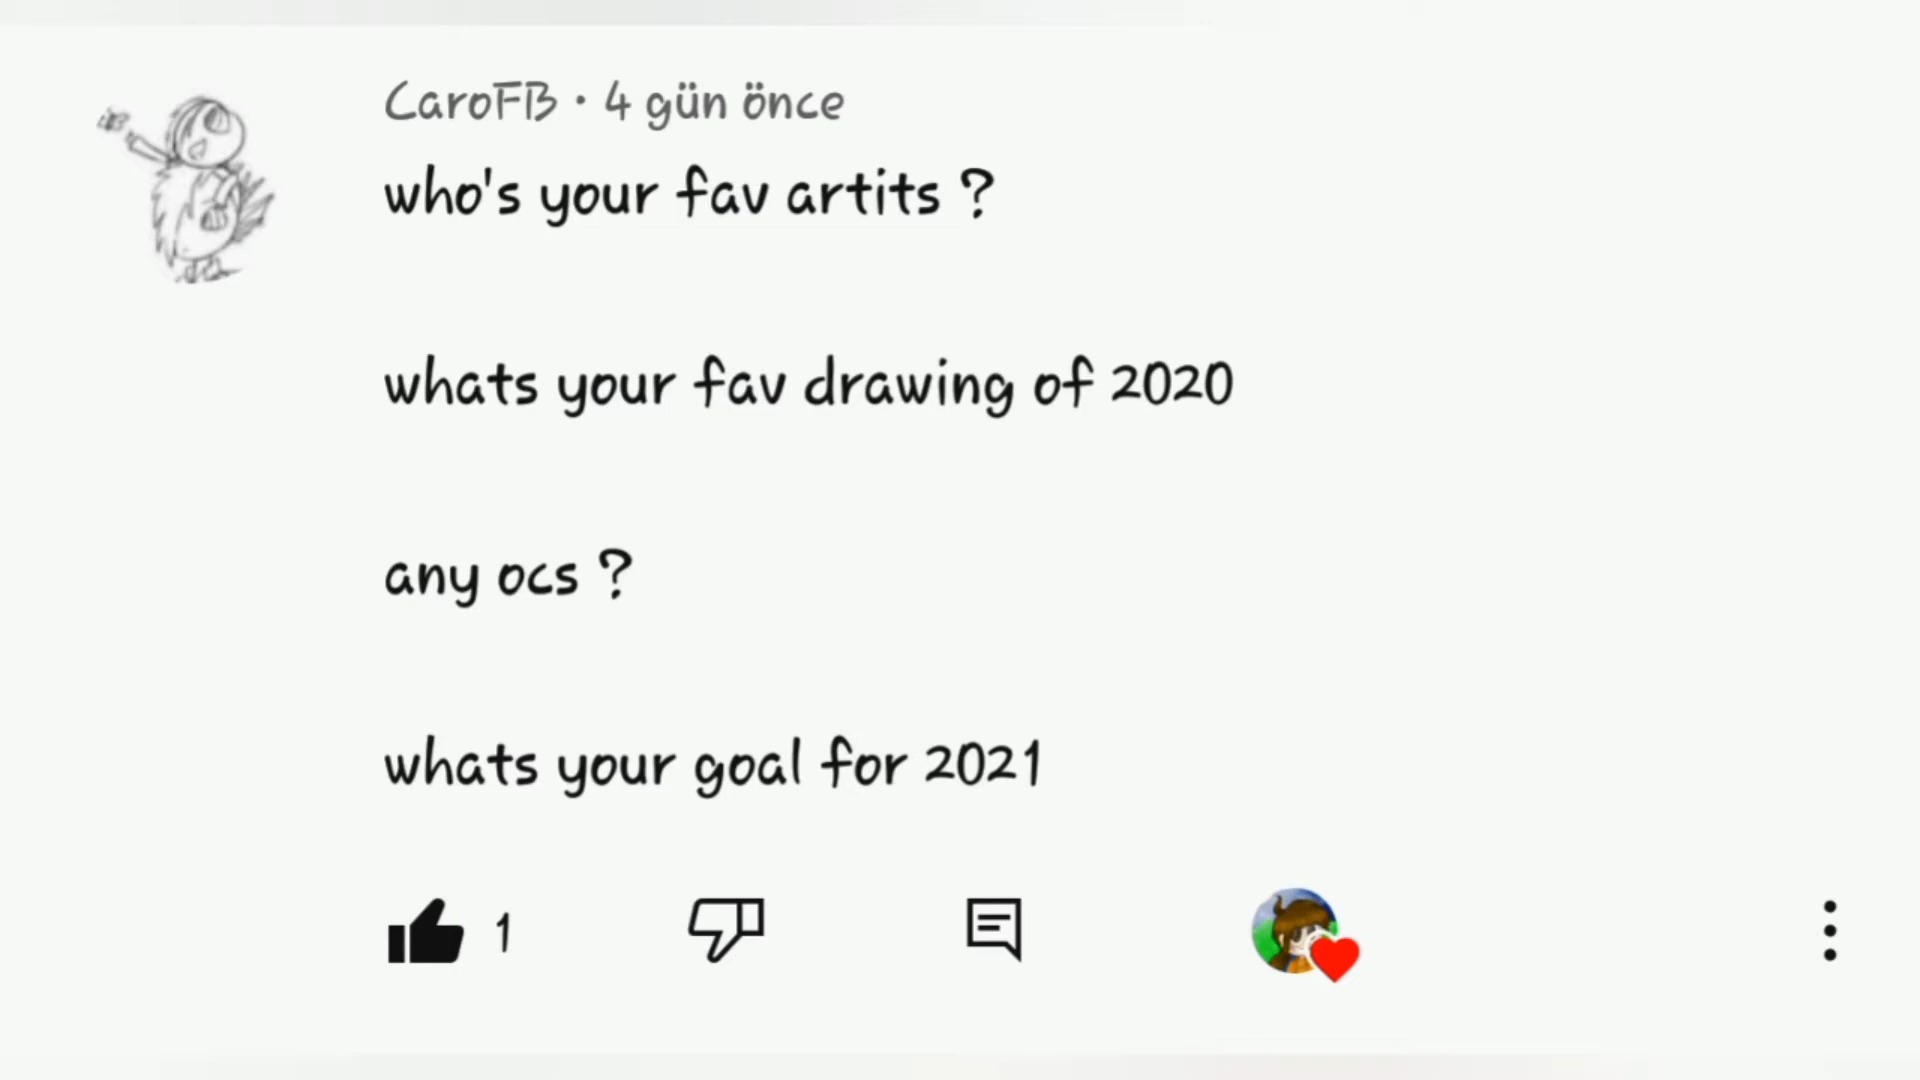 CaroFB • 4 gün önce
who's your fav artits ?
whats your fav drawing of 2020
any ocs ?
whats your goal for 2021
1